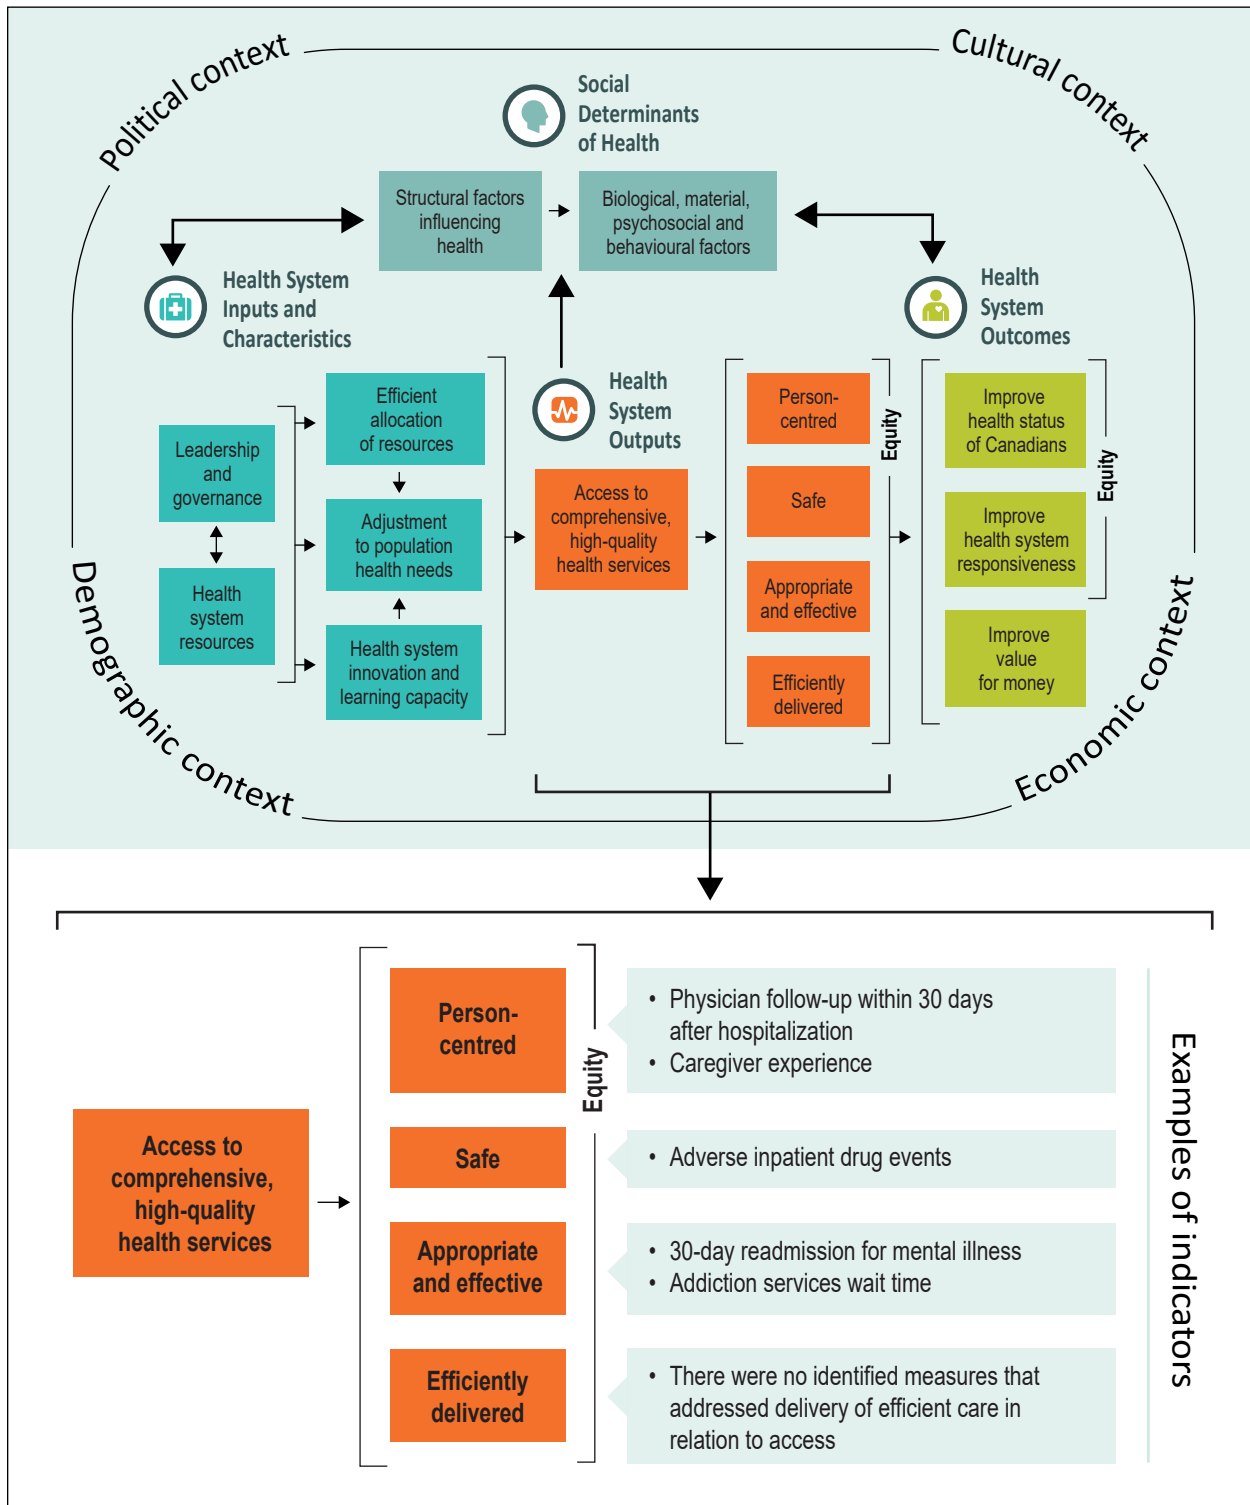 Political context
Cultural context
Social
Determinants
of Health
Structural factors
influencing
health
Biological, material,
psychosocial and
behavioural factors
Health System
Inputs and
Characteristics
Health
System
Outcomes
Health
System
Outputs
Leadership
and
governance
Health
system
resources
Efficient
allocation
of resources
Adjustment
to population
health needs
Health system
innovation and
learning capacity
Access to
comprehensive,
high-quality
health services
Person-
centred
Safe
Appropriate
and effective
Efficiently
delivered
Equity
Improve
health status
of Canadians
Improve
health system
responsiveness
Improve
value
for money
Equity
Demographic context
Economic context
Access to
comprehensive,
high-quality
health services
Person-
centred
Safe
Appropriate
and effective
Efficiently
delivered
Equity
• Physician follow-up within 30 days
after hospitalization
• Caregiver experience
• Adverse inpatient drug events
• 30-day readmission for mental illness
• Addiction services wait time
• There were no identified measures that
addressed delivery of efficient care in
relation to access
Examples of indicators